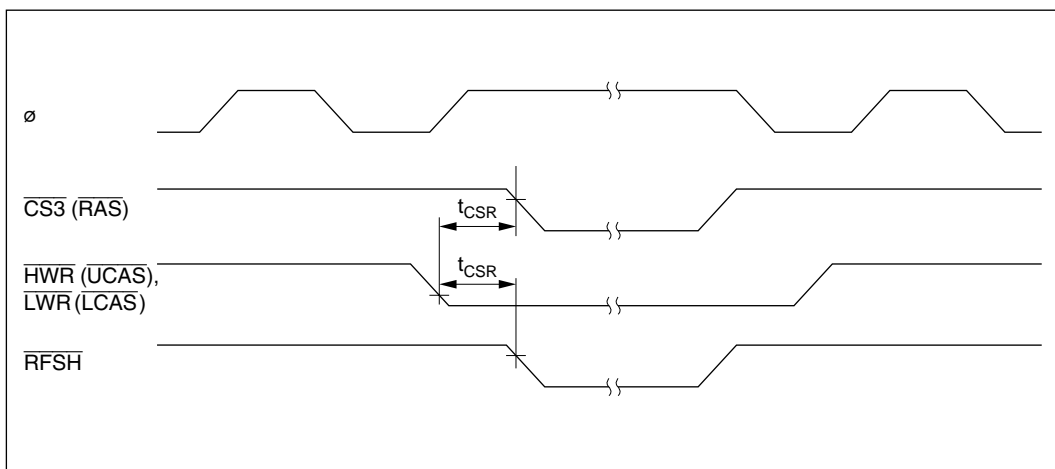 ø
CS3 (RAS)
tCSR
HWR (UCAS),
LWR (LCAS)
tCSR
RFSH